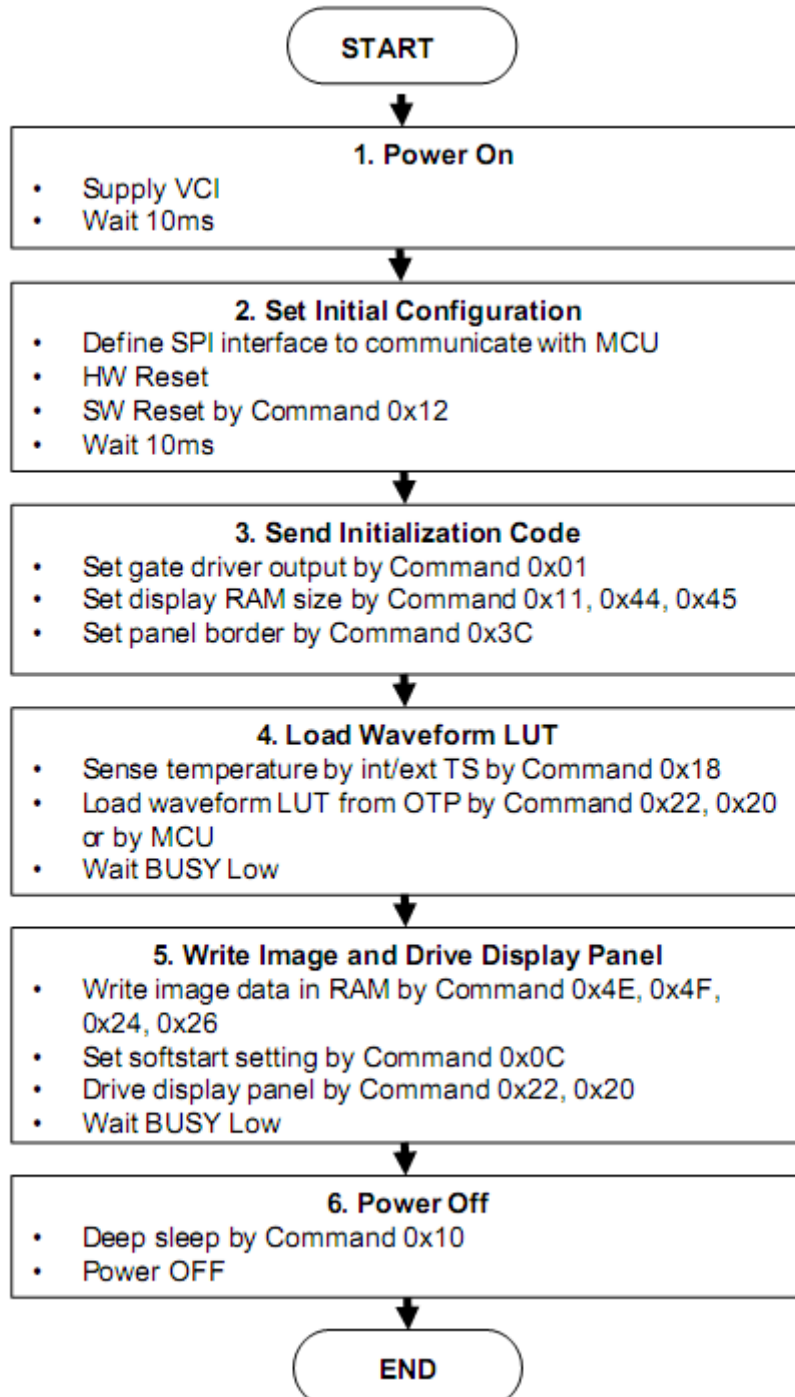 START
1. Power On
• Supply VCI
• Wait 10ms
2. Set Initial Configuration
• Define SPI interface to communicate with MCU
• HW Reset
• SW Reset by Command 0x12
• Wait 10ms
3. Send Initialization Code
• Set gate driver output by Command 0x01
• Set display RAM size by Command 0x11, 0x44, 0x45
• Set panel border by Command 0x3C
4. Load Waveform LUT
• Sense temperature by int/ext TS by Command 0x18
• Load waveform LUT from OTP by Command 0x22, 0x20
or by MCU
• Wait BUSY Low
5. Write Image and Drive Display Panel
• Write image data in RAM by Command 0x4E, 0x4F,
0x24, 0x26
• Set softstart setting by Command 0x0C
• Drive display panel by Command 0x22, 0x20
• Wait BUSY Low
6. Power Off
• Deep sleep by Command 0x10
• Power OFF
END